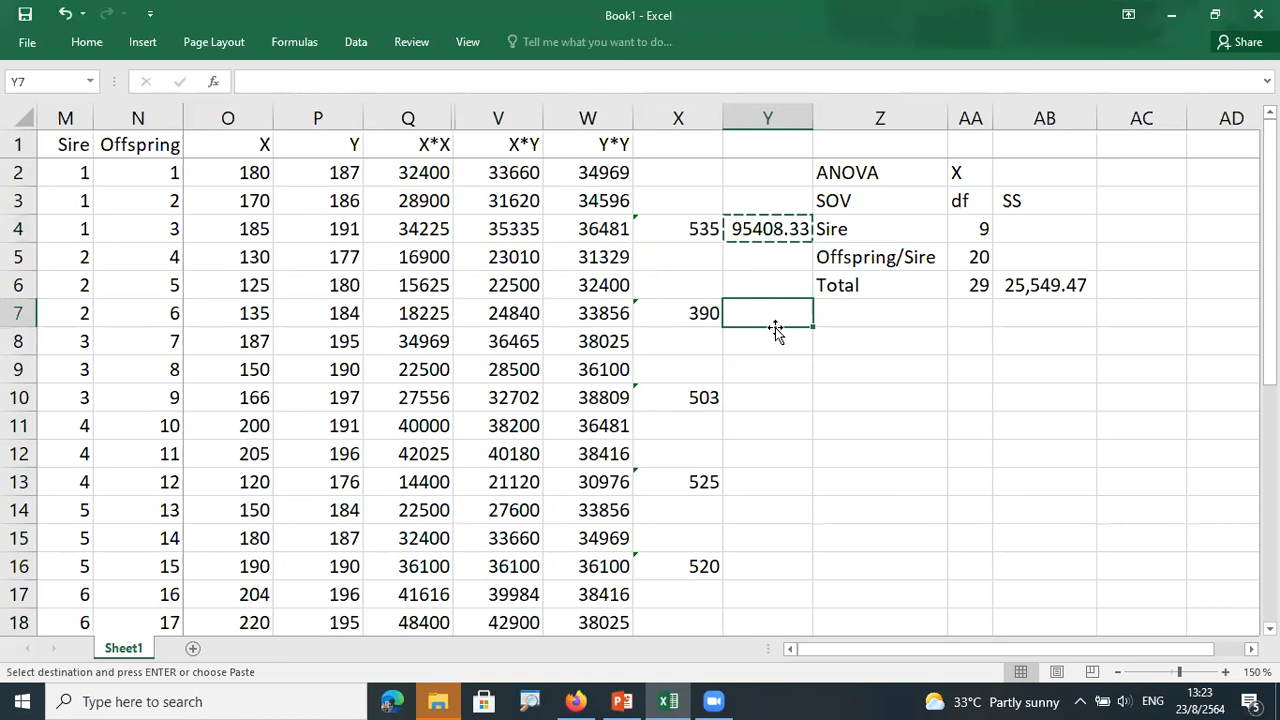 Book1 - Excel
File Home Insert Page Layout Formulas Data Review View Tell me what you want to do... Share
Y7 fx
M N O P Q V W X Y Z AA AB AC AD
1 Sire Offspring X Y X*X X*Y Y*Y
2 1 1 180 187 32400 33660 34969 ANOVA X
3 1 2 170 186 28900 31620 34596 SOV df SS
4 1 3 185 191 34225 35335 36481 535 95408.33 Sire 9
5 2 4 130 177 16900 23010 31329 Offspring/Sire 20
6 2 5 125 180 15625 22500 32400 Total 29 25,549.47
7 2 6 135 184 18225 24840 33856 390
8 3 7 187 195 34969 36465 38025
9 3 8 150 190 22500 28500 36100
10 3 9 166 197 27556 32702 38809 503
11 4 10 200 191 40000 38200 36481
12 4 11 205 196 42025 40180 38416
13 4 12 120 176 14400 21120 30976 525
14 5 13 150 184 22500 27600 33856
15 5 14 180 187 32400 33660 34969
16 5 15 190 190 36100 36100 36100 520
17 6 16 204 196 41616 39984 38416
18 6 17 220 195 48400 42900 38025
Sheet1
Select destination and press ENTER or choose Paste 150 %
Type here to search 33°C Partly sunny ENG 13:23
23/8/2564 5